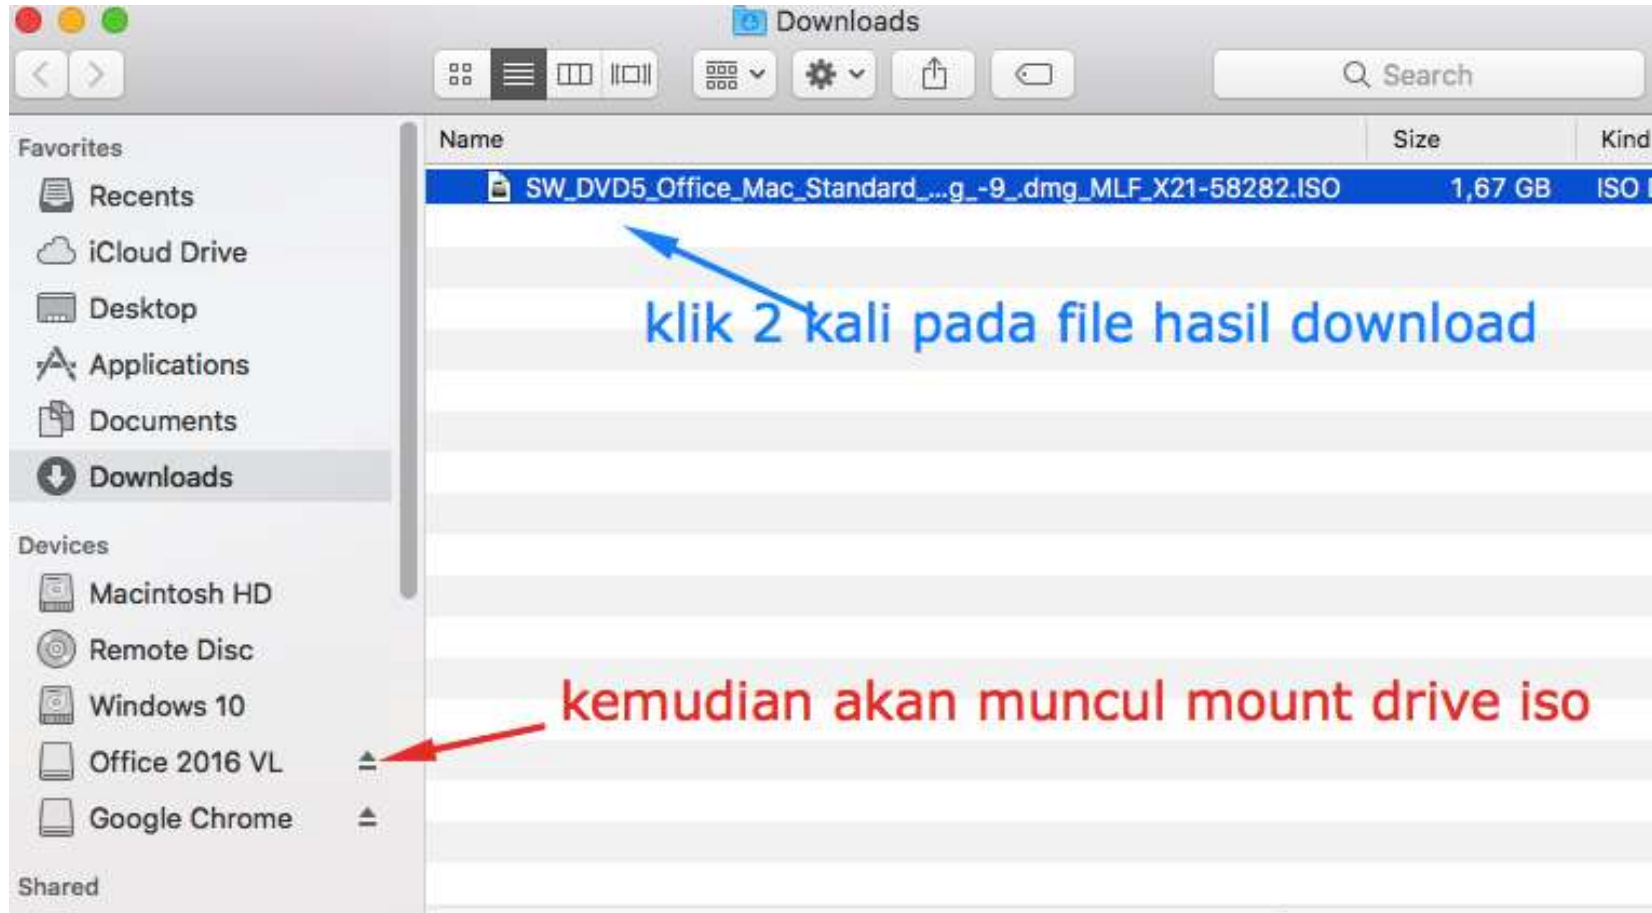 Downloads
Search
Favorites
Recents
iCloud Drive
Desktop
Applications
Documents
Downloads
Devices
Macintosh HD
Remote Disc
Windows 10
Office 2016 VL
Google Chrome
Shared
Name Size Kind
SW_DVD5_Office_Mac_Standard_...g_-9_.dmg_MLF_X21-58282.ISO 1,67 GB ISO
klik 2 kali pada file hasil download
kemudian akan muncul mount drive iso